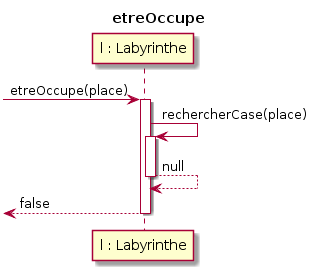 etreOccupe
l : Labyrinthe
etreOccupe(place)
rechercherCase(place)
null
false
l : Labyrinthe